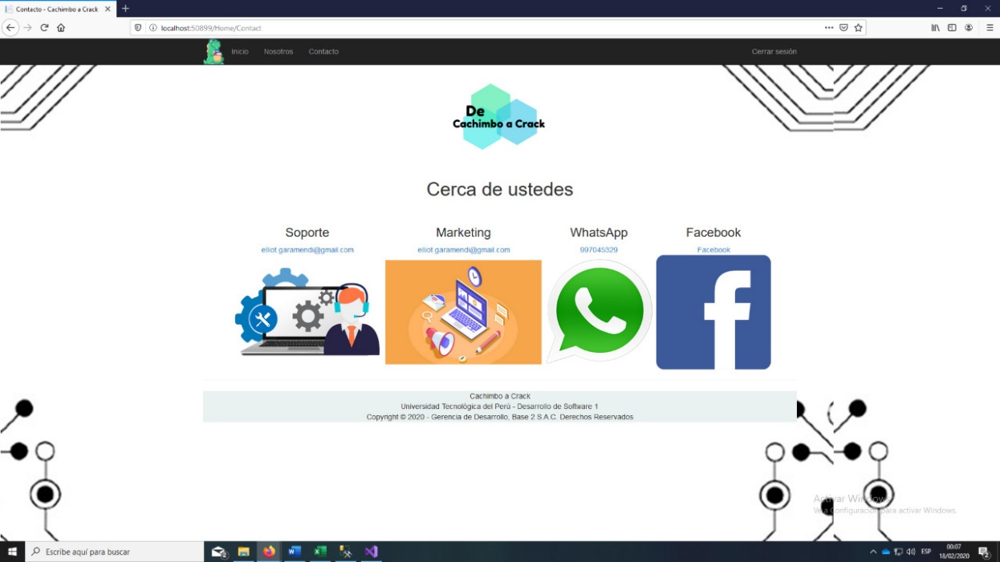 Contacto - Cachimbo a Crack
localhost:50899/Home/Contact
Inicio Nosotros Contacto Cerrar sesión
De
Cachimbo a Crack
Cerca de ustedes
Soporte Marketing WhatsApp Facebook
elliot.garamendi@gmail.com elliot.garamendi@gmail.com 997045329 Facebook
Cachimbo a Crack
Universidad Tecnológica del Perú - Desarrollo de Software 1
Copyright © 2020 - Gerencia de Desarrollo, Base 2 S.A.C. Derechos Reservados
Activar Windows
Ve a Configuración para activar Windows.
Escribe aquí para buscar
ESP
00:07
18/02/2020